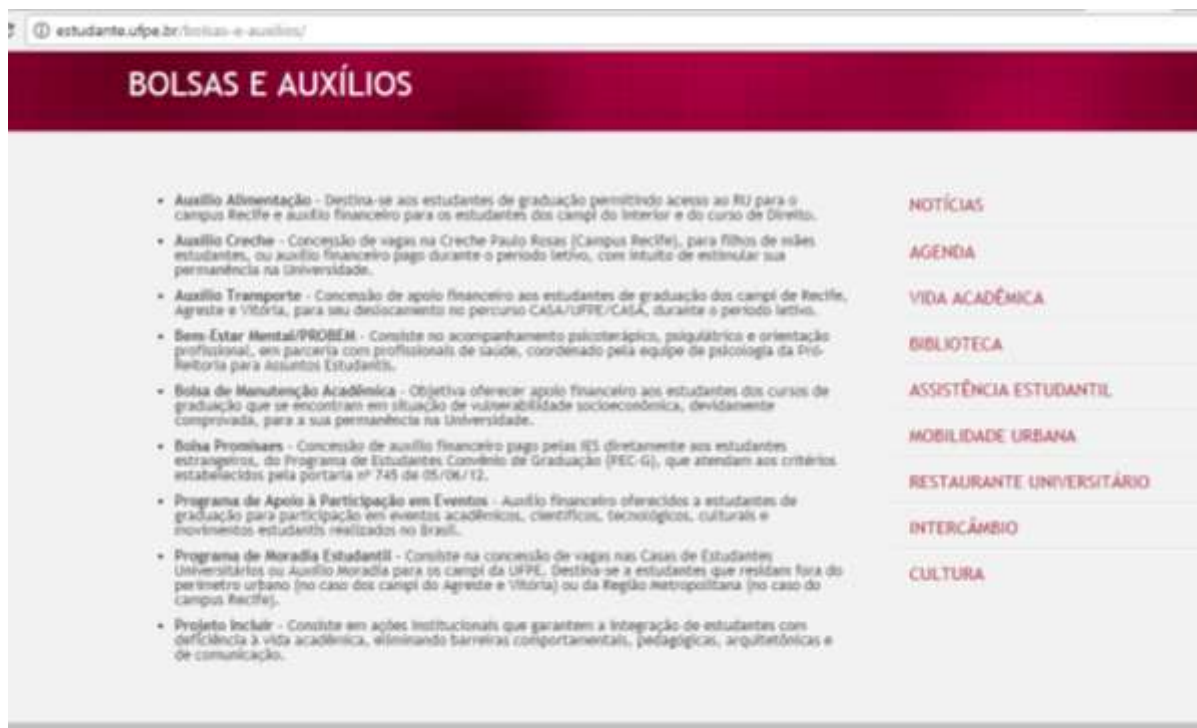 estudante.ufpe.br/bolsas-e-auxilios/
BOLSAS E AUXÍLIOS
• Auxílio Alimentação - Destina-se aos estudantes de graduação permitindo acesso ao RU para o
campus Recife e auxílio financeiro para os estudantes dos campi do interior e do curso de Direito.
• Auxílio Creche - Concessão de vagas na Creche Paulo Rosas (Campus Recife), para filhos de mães
estudantes, ou auxílio financeiro pago durante o período letivo, com intuito de estimular sua
permanência na Universidade.
• Auxílio Transporte - Concessão de apoio financeiro aos estudantes de graduação dos campi de Recife,
Agreste e Vitória, para seu deslocamento no percurso CASA/UFPE/CASA, durante o período letivo.
• Bem-Estar Mental/PROBEM - Consiste no acompanhamento psicoterápico, psiquiátrico e orientação
profissional, em parceria com profissionais de saúde, coordenado pela equipe de psicologia da Pró-
Reitoria para Assuntos Estudantis.
• Bolsa de Manutenção Acadêmica - Objetiva oferecer apoio financeiro aos estudantes dos cursos de
graduação que se encontram em situação de vulnerabilidade socioeconômica, devidamente
comprovada, para a sua permanência na Universidade.
• Bolsa Promisaes - Concessão de auxílio financeiro pago pelas IES diretamente aos estudantes
estrangeiros, do Programa de Estudantes Convênio de Graduação (PEC-G), que atendam aos critérios
estabelecidos pela portaria nº 745 de 05/06/12.
• Programa de Apoio à Participação em Eventos - Auxílio financeiro oferecidos a estudantes de
graduação para participação em eventos acadêmicos, científicos, tecnológicos, culturais e
movimentos estudantis realizados no Brasil.
• Programa de Moradia Estudantil - Consiste na concessão de vagas nas Casas de Estudantes
Universitários ou Auxílio Moradia para os campi da UFPE. Destina-se a estudantes que residam fora do
perímetro urbano (no caso dos campi do Agreste e Vitória) ou da Região Metropolitana (no caso do
campus Recife).
• Projeto Incluir - Consiste em ações institucionais que garantem a integração de estudantes com
deficiência à vida acadêmica, eliminando barreiras comportamentais, pedagógicas, arquitetônicas e
de comunicação.
NOTÍCIAS
AGENDA
VIDA ACADÊMICA
BIBLIOTECA
ASSISTÊNCIA ESTUDANTIL
MOBILIDADE URBANA
RESTAURANTE UNIVERSITÁRIO
INTERCÂMBIO
CULTURA